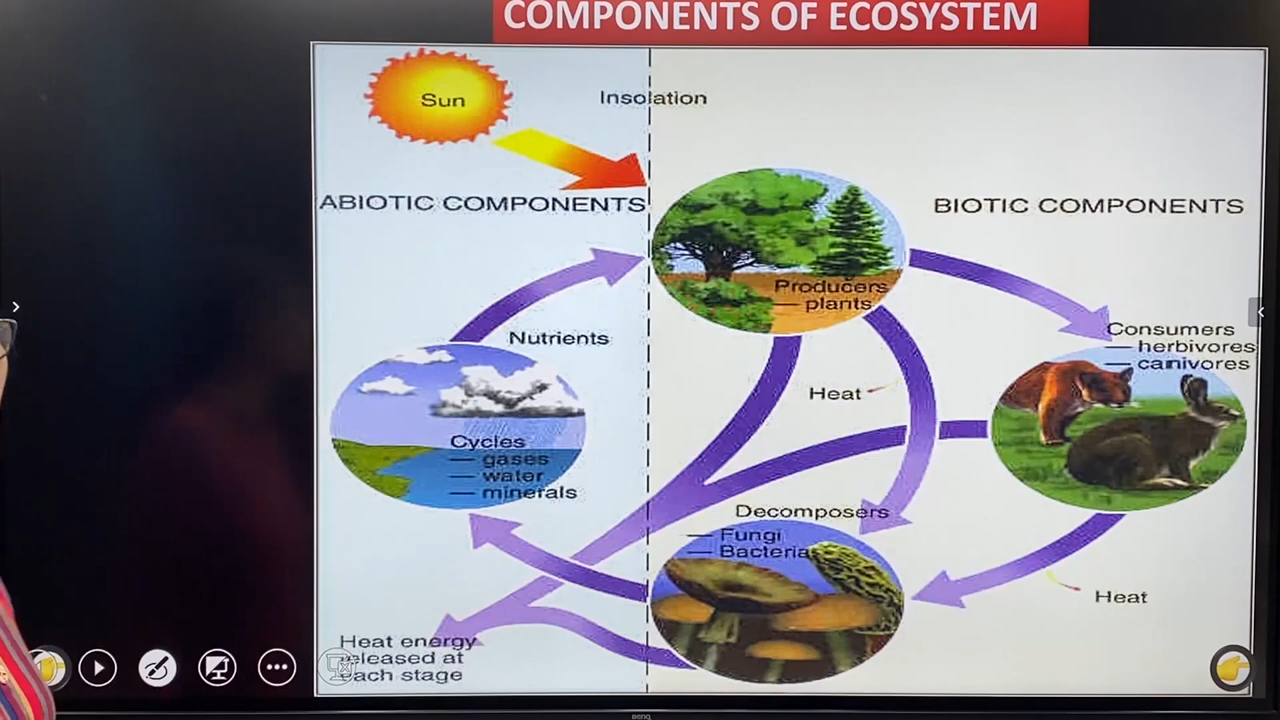 COMPONENTS OF ECOSYSTEM
Sun
Insolation
ABIOTIC COMPONENTS
BIOTIC COMPONENTS
Producers
— plants
Consumers
— herbivores
— canivores
Nutrients
Heat
Cycles
— gases
— water
— minerals
Decomposers
— Fungi
— Bacteria
Heat
Heat energy
released at
each stage
BenQ